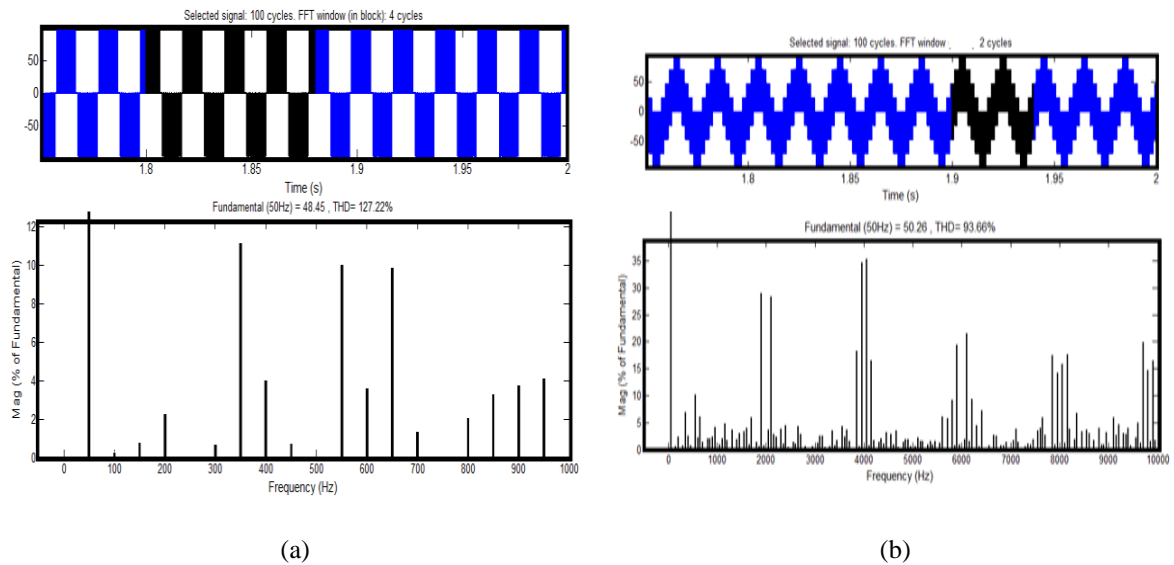 Selected signal: 100 cycles. FFT window (in block): 4 cycles
50
0
-50
1.8 1.85 1.9 1.95 2
Time (s)
Fundamental (50Hz) = 48.45 , THD= 127.22%
Mag (% of Fundamental)
12
10
8
6
4
2
0
0 100 200 300 400 500 600 700 800 900 1000
Frequency (Hz)
(a)
Selected signal: 100 cycles. FFT window 2 cycles
50
0
-50
1.8 1.85 1.9 1.95 2
Time (s)
Fundamental (50Hz) = 50.26 , THD= 93.66%
Mag (% of Fundamental)
35
30
25
20
15
10
5
0
0 1000 2000 3000 4000 5000 6000 7000 8000 9000 10000
Frequency (Hz)
(b)